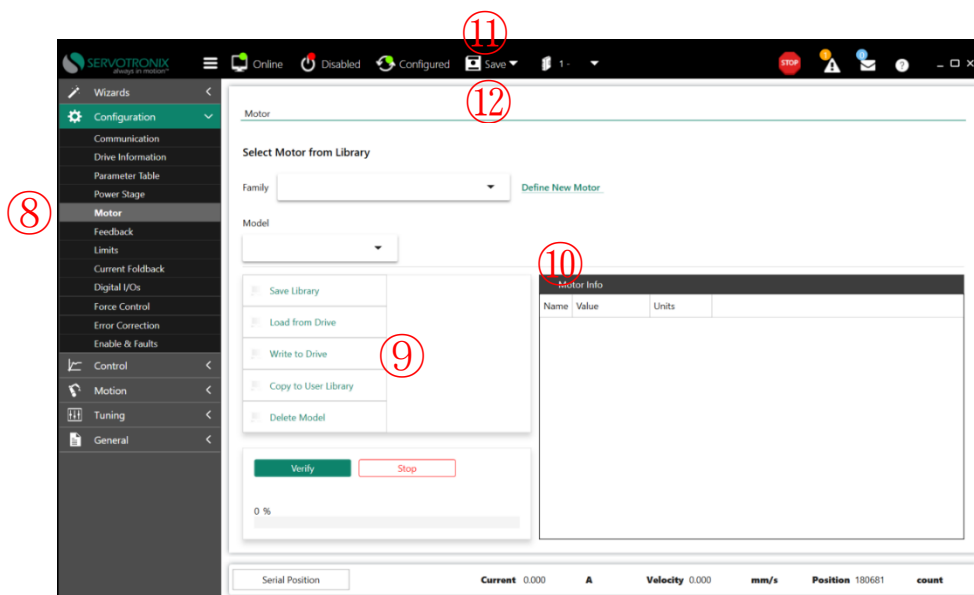 ⑪
SERVOTRONIX
always in motion™
Online Disabled Configured Save 1 - STOP 1 0 ?
⑫
Wizards
Configuration
Communication
Drive Information
Parameter Table
Power Stage
⑧
Motor
Feedback
Limits
Current Foldback
Digital I/Os
Force Control
Error Correction
Enable & Faults
Control
Motion
Tuning
General
Motor
Select Motor from Library
Family
Define New Motor
Model
Save Library
Load from Drive
Write to Drive
⑨
Copy to User Library
Delete Model
⑩
Motor Info
Name Value Units
Verify Stop
0 %
Serial Position Current 0.000 A Velocity 0.000 mm/s Position 180681 count